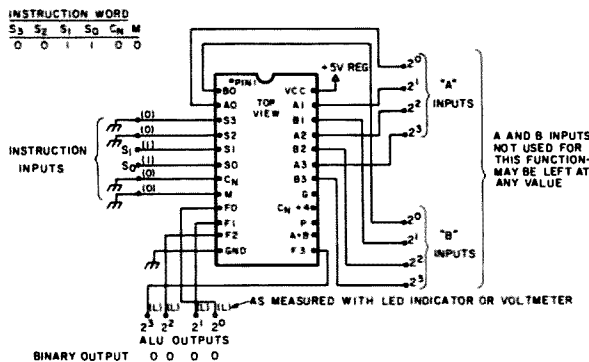 INSTRUCTION WORD
S3 S2 S1 S0 CN M
0 0 1 1 0 0
+5V REG
"PIN 1
TOP
VIEW
B0
A0
S3
S2
S1
S0
CN
M
F0
F1
F2
GND
VCC
A1
B1
A2
B2
A3
B3
G
CN +4
P
A=B
F3
INSTRUCTION
INPUTS
(0)
(0)
S1 (1)
S0 (1)
(0)
(0)
2^0
2^1
2^2
2^3
"A"
INPUTS
2^0
2^1
2^2
2^3
"B"
INPUTS
A AND B INPUTS
NOT USED FOR
THIS FUNCTION-
MAY BE LEFT AT
ANY VALUE
(L) (L) (L) (L) AS MEASURED WITH LED INDICATOR OR VOLTMETER
2^3 2^2 2^1 2^0
ALU OUTPUTS
BINARY OUTPUT 0 0 0 0